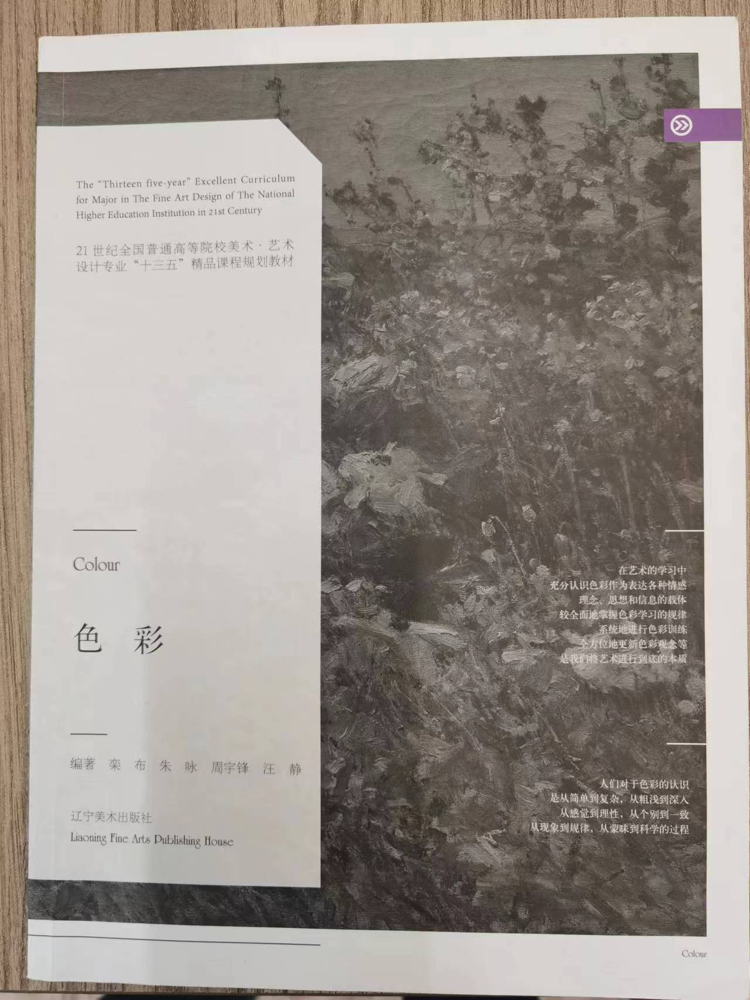 The “Thirteen five-year” Excellent Curriculum
for Major in The Fine Art Design of The National
Higher Education Institution in 21st Century
21 世纪全国普通高等院校美术 · 艺术
设计专业“十三五”精品课程规划教材
Colour
色 彩
编著 栾 布 朱 咏 周宇锋 汪 静
辽宁美术出版社
Liaoning Fine Arts Publishing House
在艺术的学习中
充分认识色彩作为表达各种情感
理念、思想和信息的载体
较全面地掌握色彩学习的规律
系统地进行色彩训练
全方位地更新色彩观念等
是我们将艺术进行到底的本质
人们对于色彩的认识
是从简单到复杂，从粗浅到深入
从感觉到理性，从个别到一致
从现象到规律，从蒙昧到科学的过程
Colour